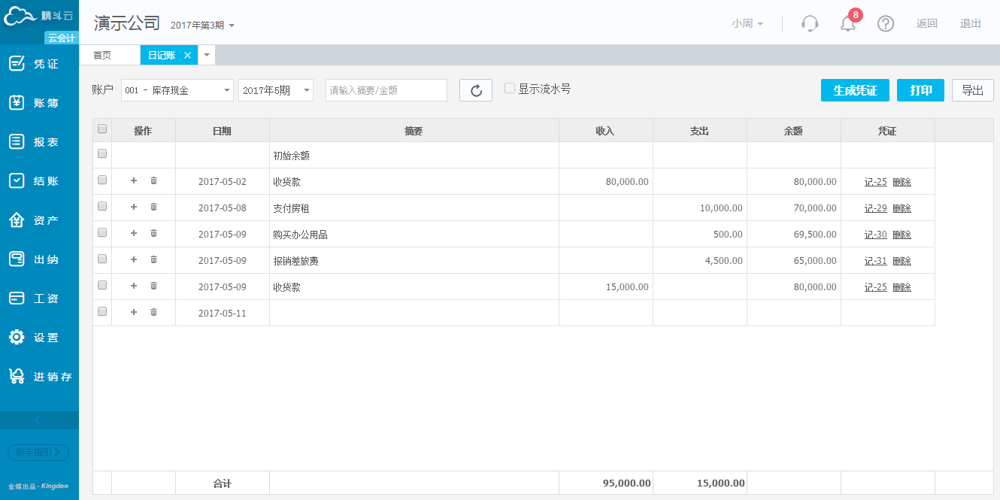 精斗云
云会计
演示公司 2017年第3期
小周 8 返回 退出
首页 日记账
凭证
账簿
报表
结账
资产
出纳
工资
设置
进销存
新手指引
金蝶出品·Kingdee
账户 001 - 库存现金 2017年5期 请输入摘要/金额 显示流水号 生成凭证 打印 导出
操作 日期 摘要 收入 支出 余额 凭证
初始余额
2017-05-02 收货款 80,000.00 80,000.00 记-25 删除
2017-05-08 支付房租 10,000.00 70,000.00 记-29 删除
2017-05-09 购买办公用品 500.00 69,500.00 记-30 删除
2017-05-09 报销差旅费 4,500.00 65,000.00 记-31 删除
2017-05-09 收货款 15,000.00 80,000.00 记-25 删除
2017-05-11
合计 95,000.00 15,000.00